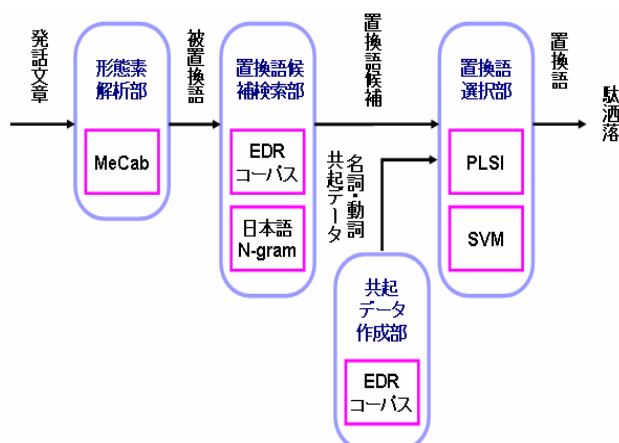 発話文章
形態素
解析部
MeCab
被置換語
置換語候
補検索部
EDR
コーパス
日本語
N-gram
置換語候補
名詞・動詞
共起データ
共起
データ
作成部
EDR
コーパス
置換語
選択部
PLSI
SVM
置換語
駄洒落